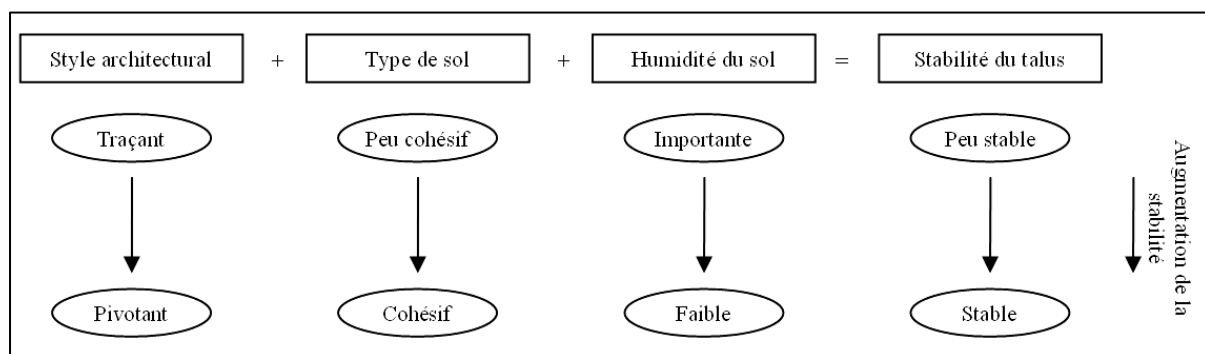 Style architectural + Type de sol + Humidité du sol = Stabilité du talus
Traçant Peu cohésif Importante Peu stable
Pivotant Cohésif Faible Stable
Augmentation de la
stabilité